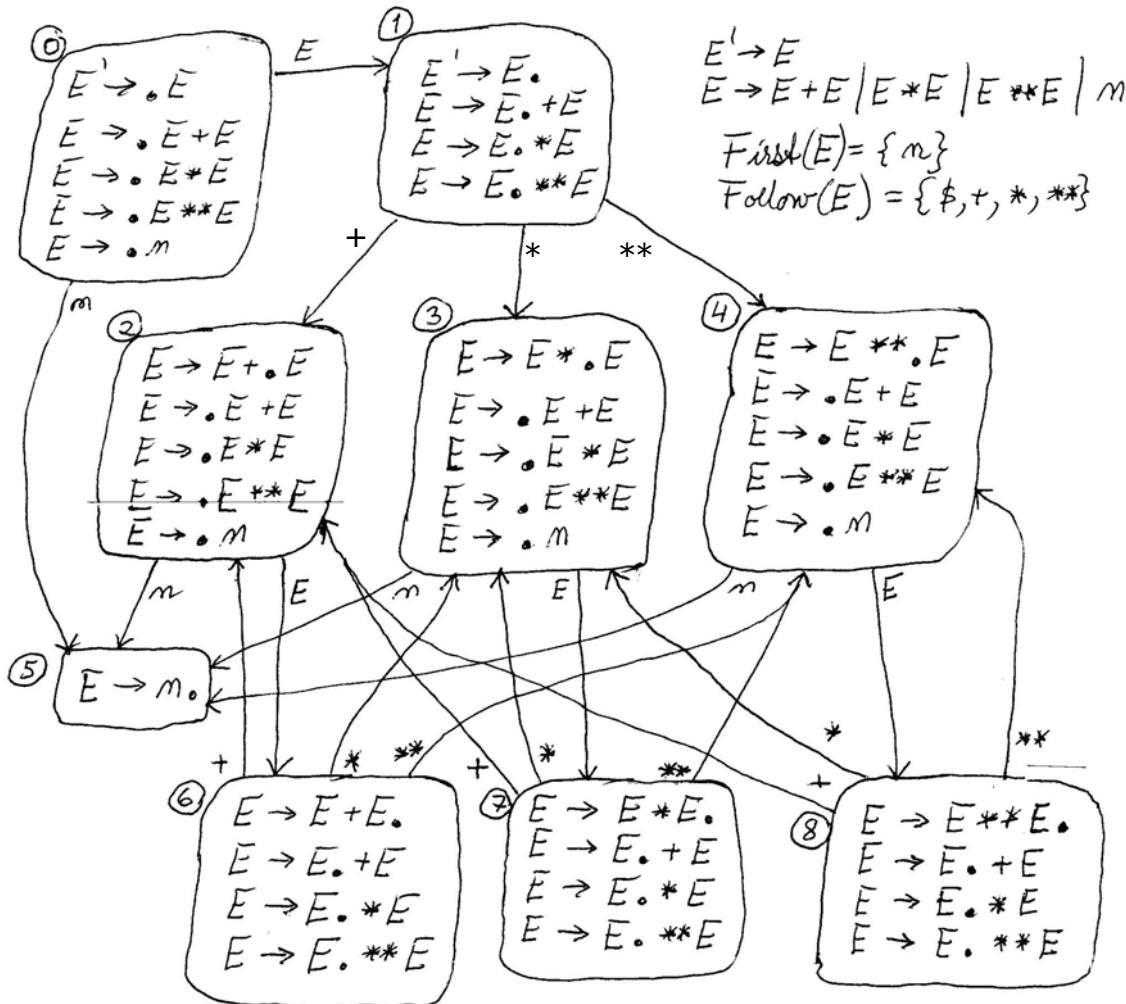 0
E' → .E
E → . E+E
E → . E*E
E → . E**E
E → . n
E
1
E' → E.
E → E. +E
E → E. *E
E → E. **E
E' → E
E → E+E | E*E | E**E | n
First(E) = { n}
Follow(E) = {$, +, *, **}
n
+
*
**
2
E → E+ . E
E → . E +E
E → .E*E
E → . E**E
E → . n
3
E → E* .E
E → . E +E
E → . E *E
E → . E**E
E → . n
4
E → E **.E
E → .E+E
E → . E *E
E → . E**E
E → . n
n
E
n
E
n
E
5
E → n.
+
*
**
+
*
**
+
*
**
6
E → E +E.
E → E. +E
E → E. *E
E → E. **E
7
E → E *E.
E → E. +E
E → E. *E
E → E. **E
8
E → E **E.
E → E. +E
E → E. *E
E → E. **E